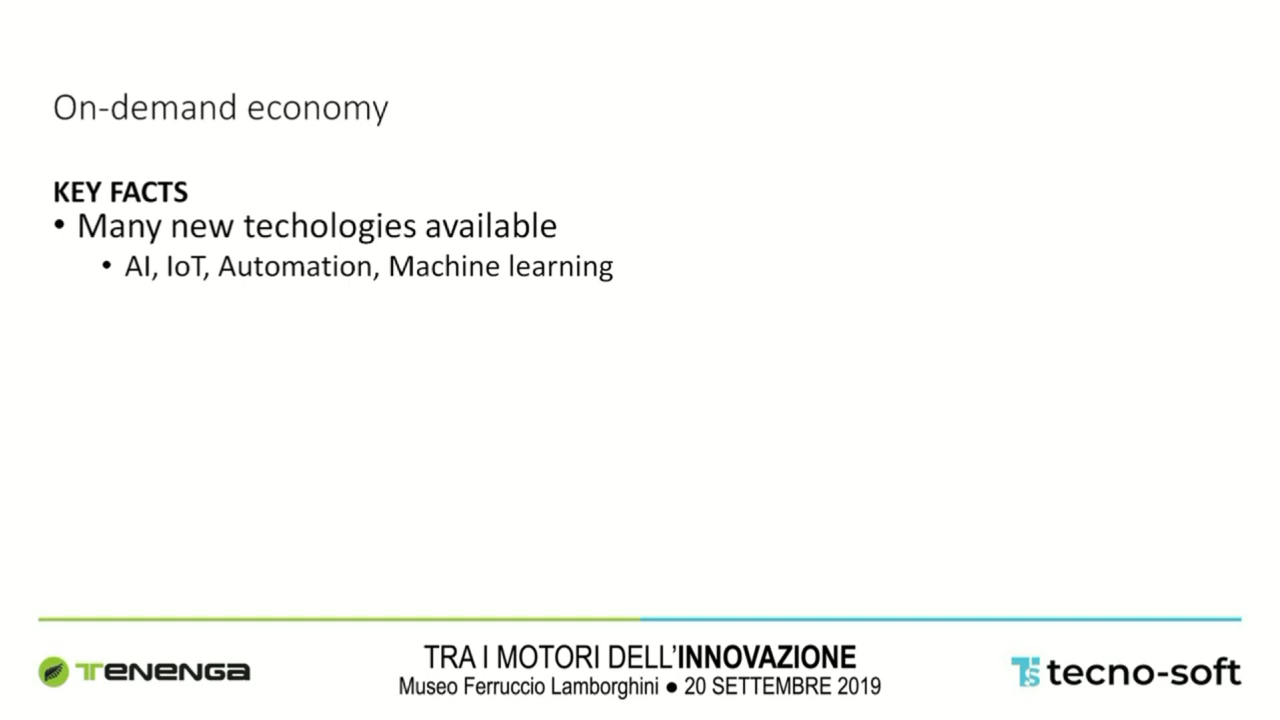 On-demand economy
KEY FACTS
• Many new techologies available
• AI, IoT, Automation, Machine learning
TENENGA
TRA I MOTORI DELL'INNOVAZIONE
Museo Ferruccio Lamborghini ● 20 SETTEMBRE 2019
Ts tecno-soft